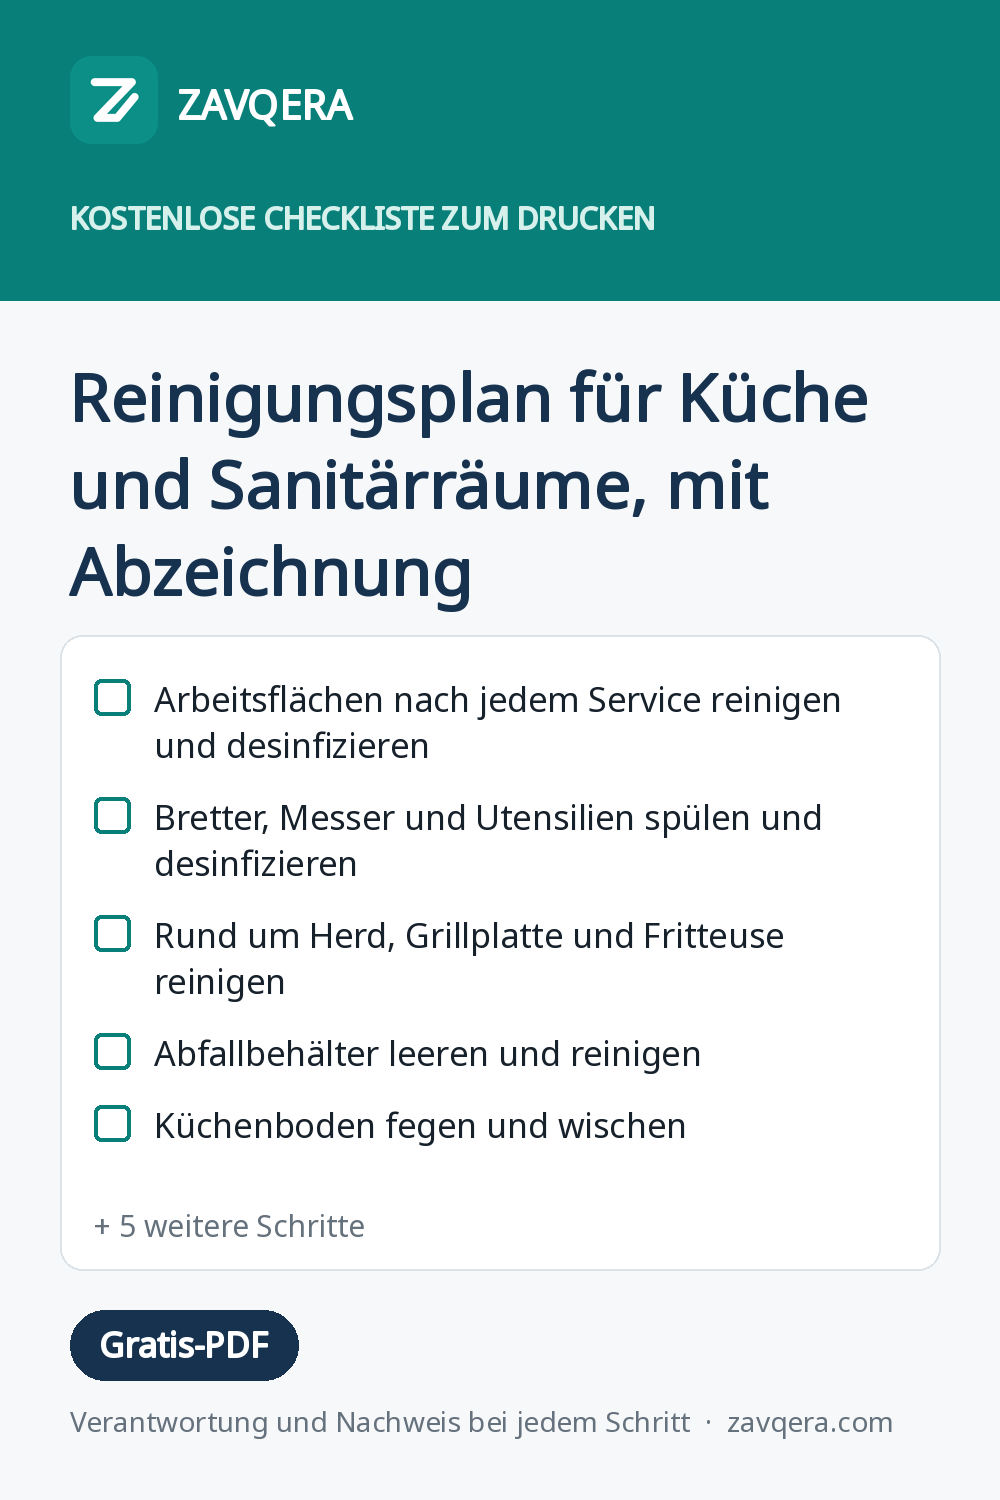 ZAVQERA
KOSTENLOSE CHECKLISTE ZUM DRUCKEN
Reinigungsplan für Küche
und Sanitärräume, mit
Abzeichnung
Arbeitsflächen nach jedem Service reinigen
und desinfizieren
Bretter, Messer und Utensilien spülen und
desinfizieren
Rund um Herd, Grillplatte und Fritteuse
reinigen
Abfallbehälter leeren und reinigen
Küchenboden fegen und wischen
+ 5 weitere Schritte
Gratis-PDF
Verantwortung und Nachweis bei jedem Schritt · zavqera.com